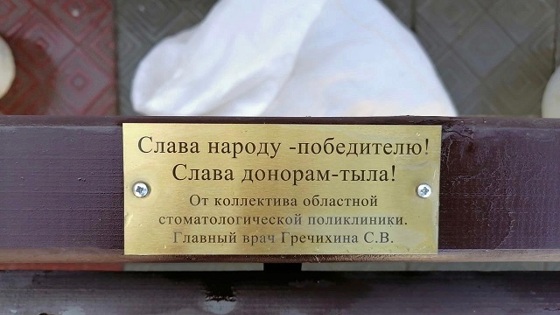 Слава народу -победителю!
Слава донорам-тыла!
От коллектива областной
стоматологической поликлиники.
Главный врач Гречихина С.В.